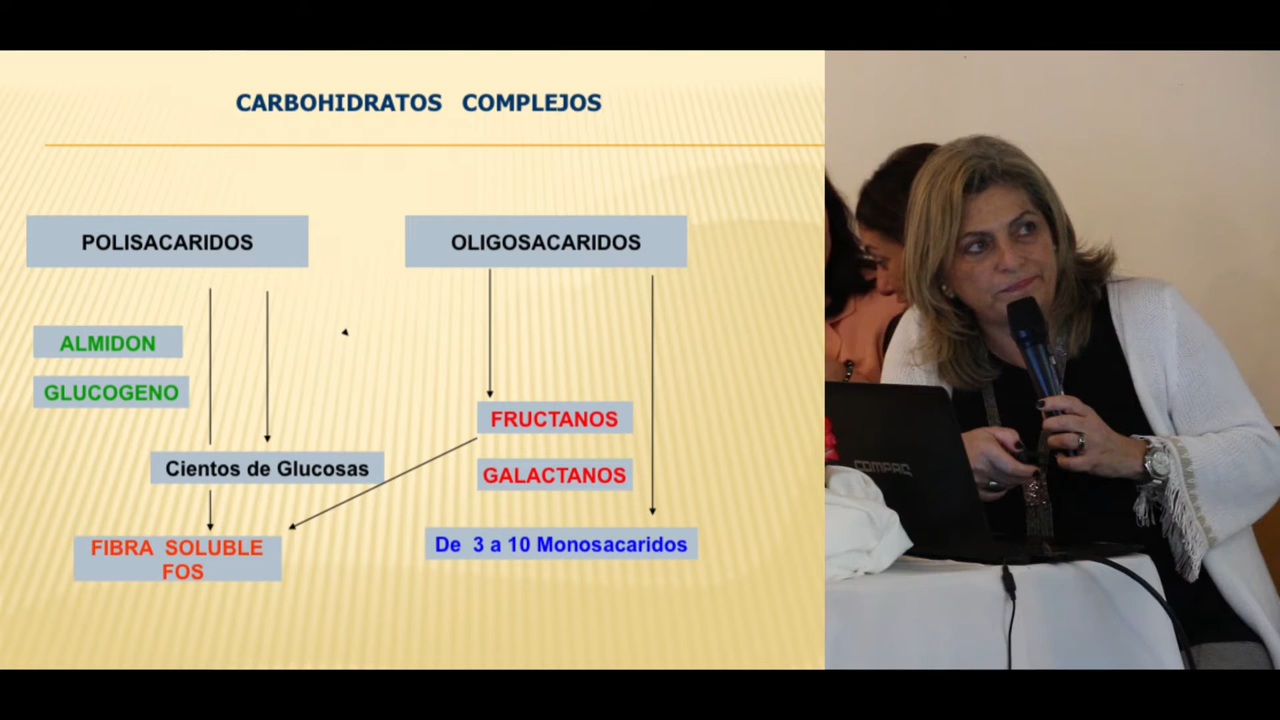 CARBOHIDRATOS COMPLEJOS
POLISACARIDOS
OLIGOSACARIDOS
ALMIDON
GLUCOGENO
FRUCTANOS
Cientos de Glucosas
GALACTANOS
FIBRA SOLUBLE
FOS
De 3 a 10 Monosacaridos
COMPAQ